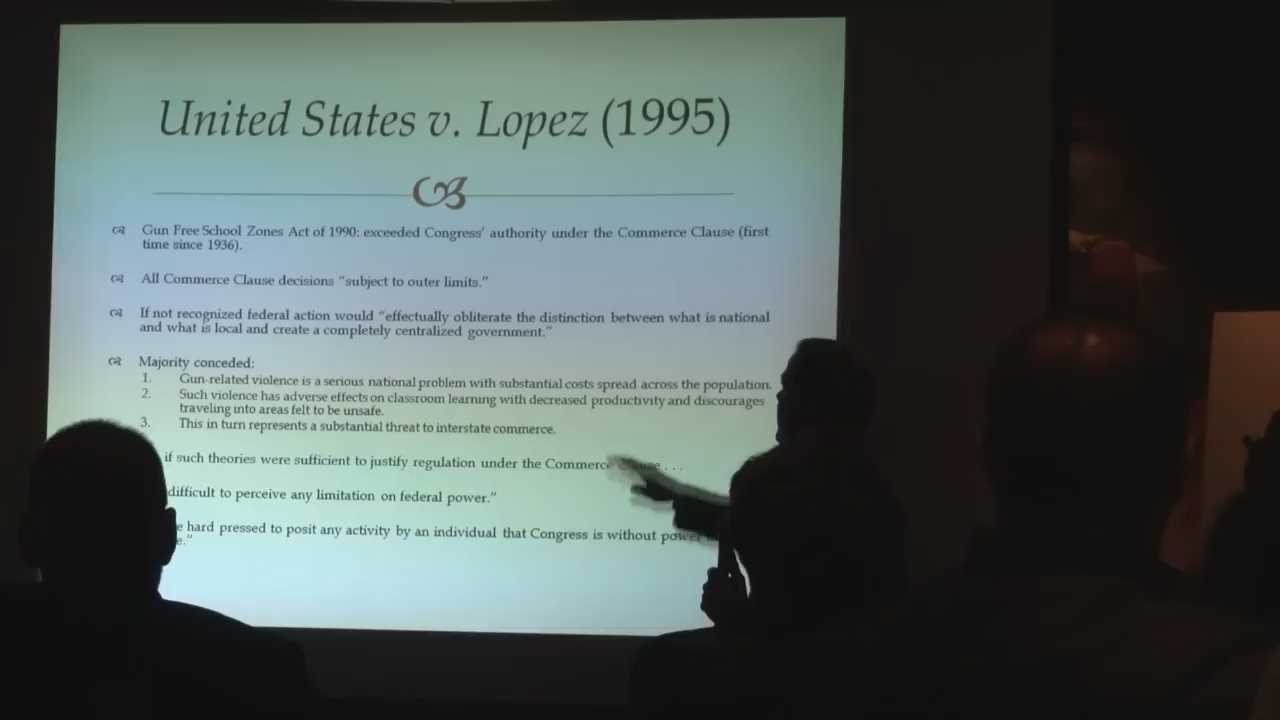 United States v. Lopez (1995)
Gun Free School Zones Act of 1990: exceeded Congress' authority under the Commerce Clause (first
time since 1936).
All Commerce Clause decisions "subject to outer limits."
If not recognized federal action would "effectually obliterate the distinction between what is national
and what is local and create a completely centralized government."
Majority conceded:
1. Gun-related violence is a serious national problem with substantial costs spread across the population.
2. Such violence has adverse effects on classroom learning with decreased productivity and discourages
traveling into areas felt to be unsafe.
3. This in turn represents a substantial threat to interstate commerce.
if such theories were sufficient to justify regulation under the Commerce . . .
difficult to perceive any limitation on federal power."
hard pressed to posit any activity by an individual that Congress is without power